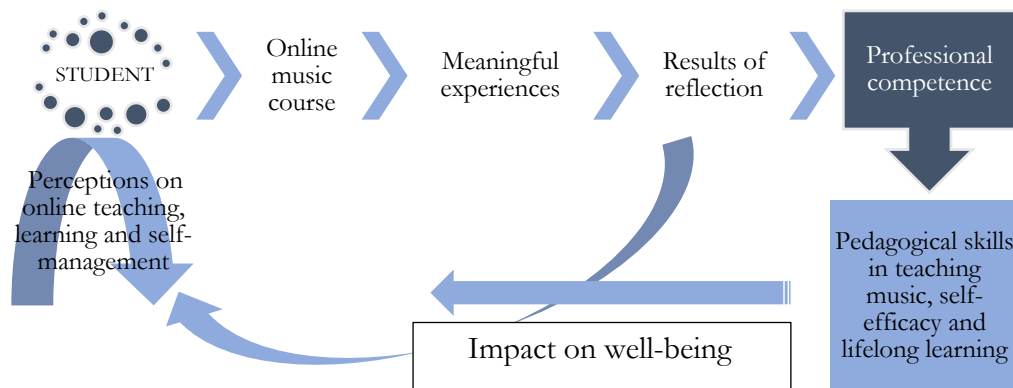 STUDENT
Online
music
course
Meaningful
experiences
Results of
reflection
Professional
competence
Perceptions on
online teaching,
learning and self-
management
Pedagogical skills
in teaching
music, self-
efficacy and
lifelong learning
Impact on well-being